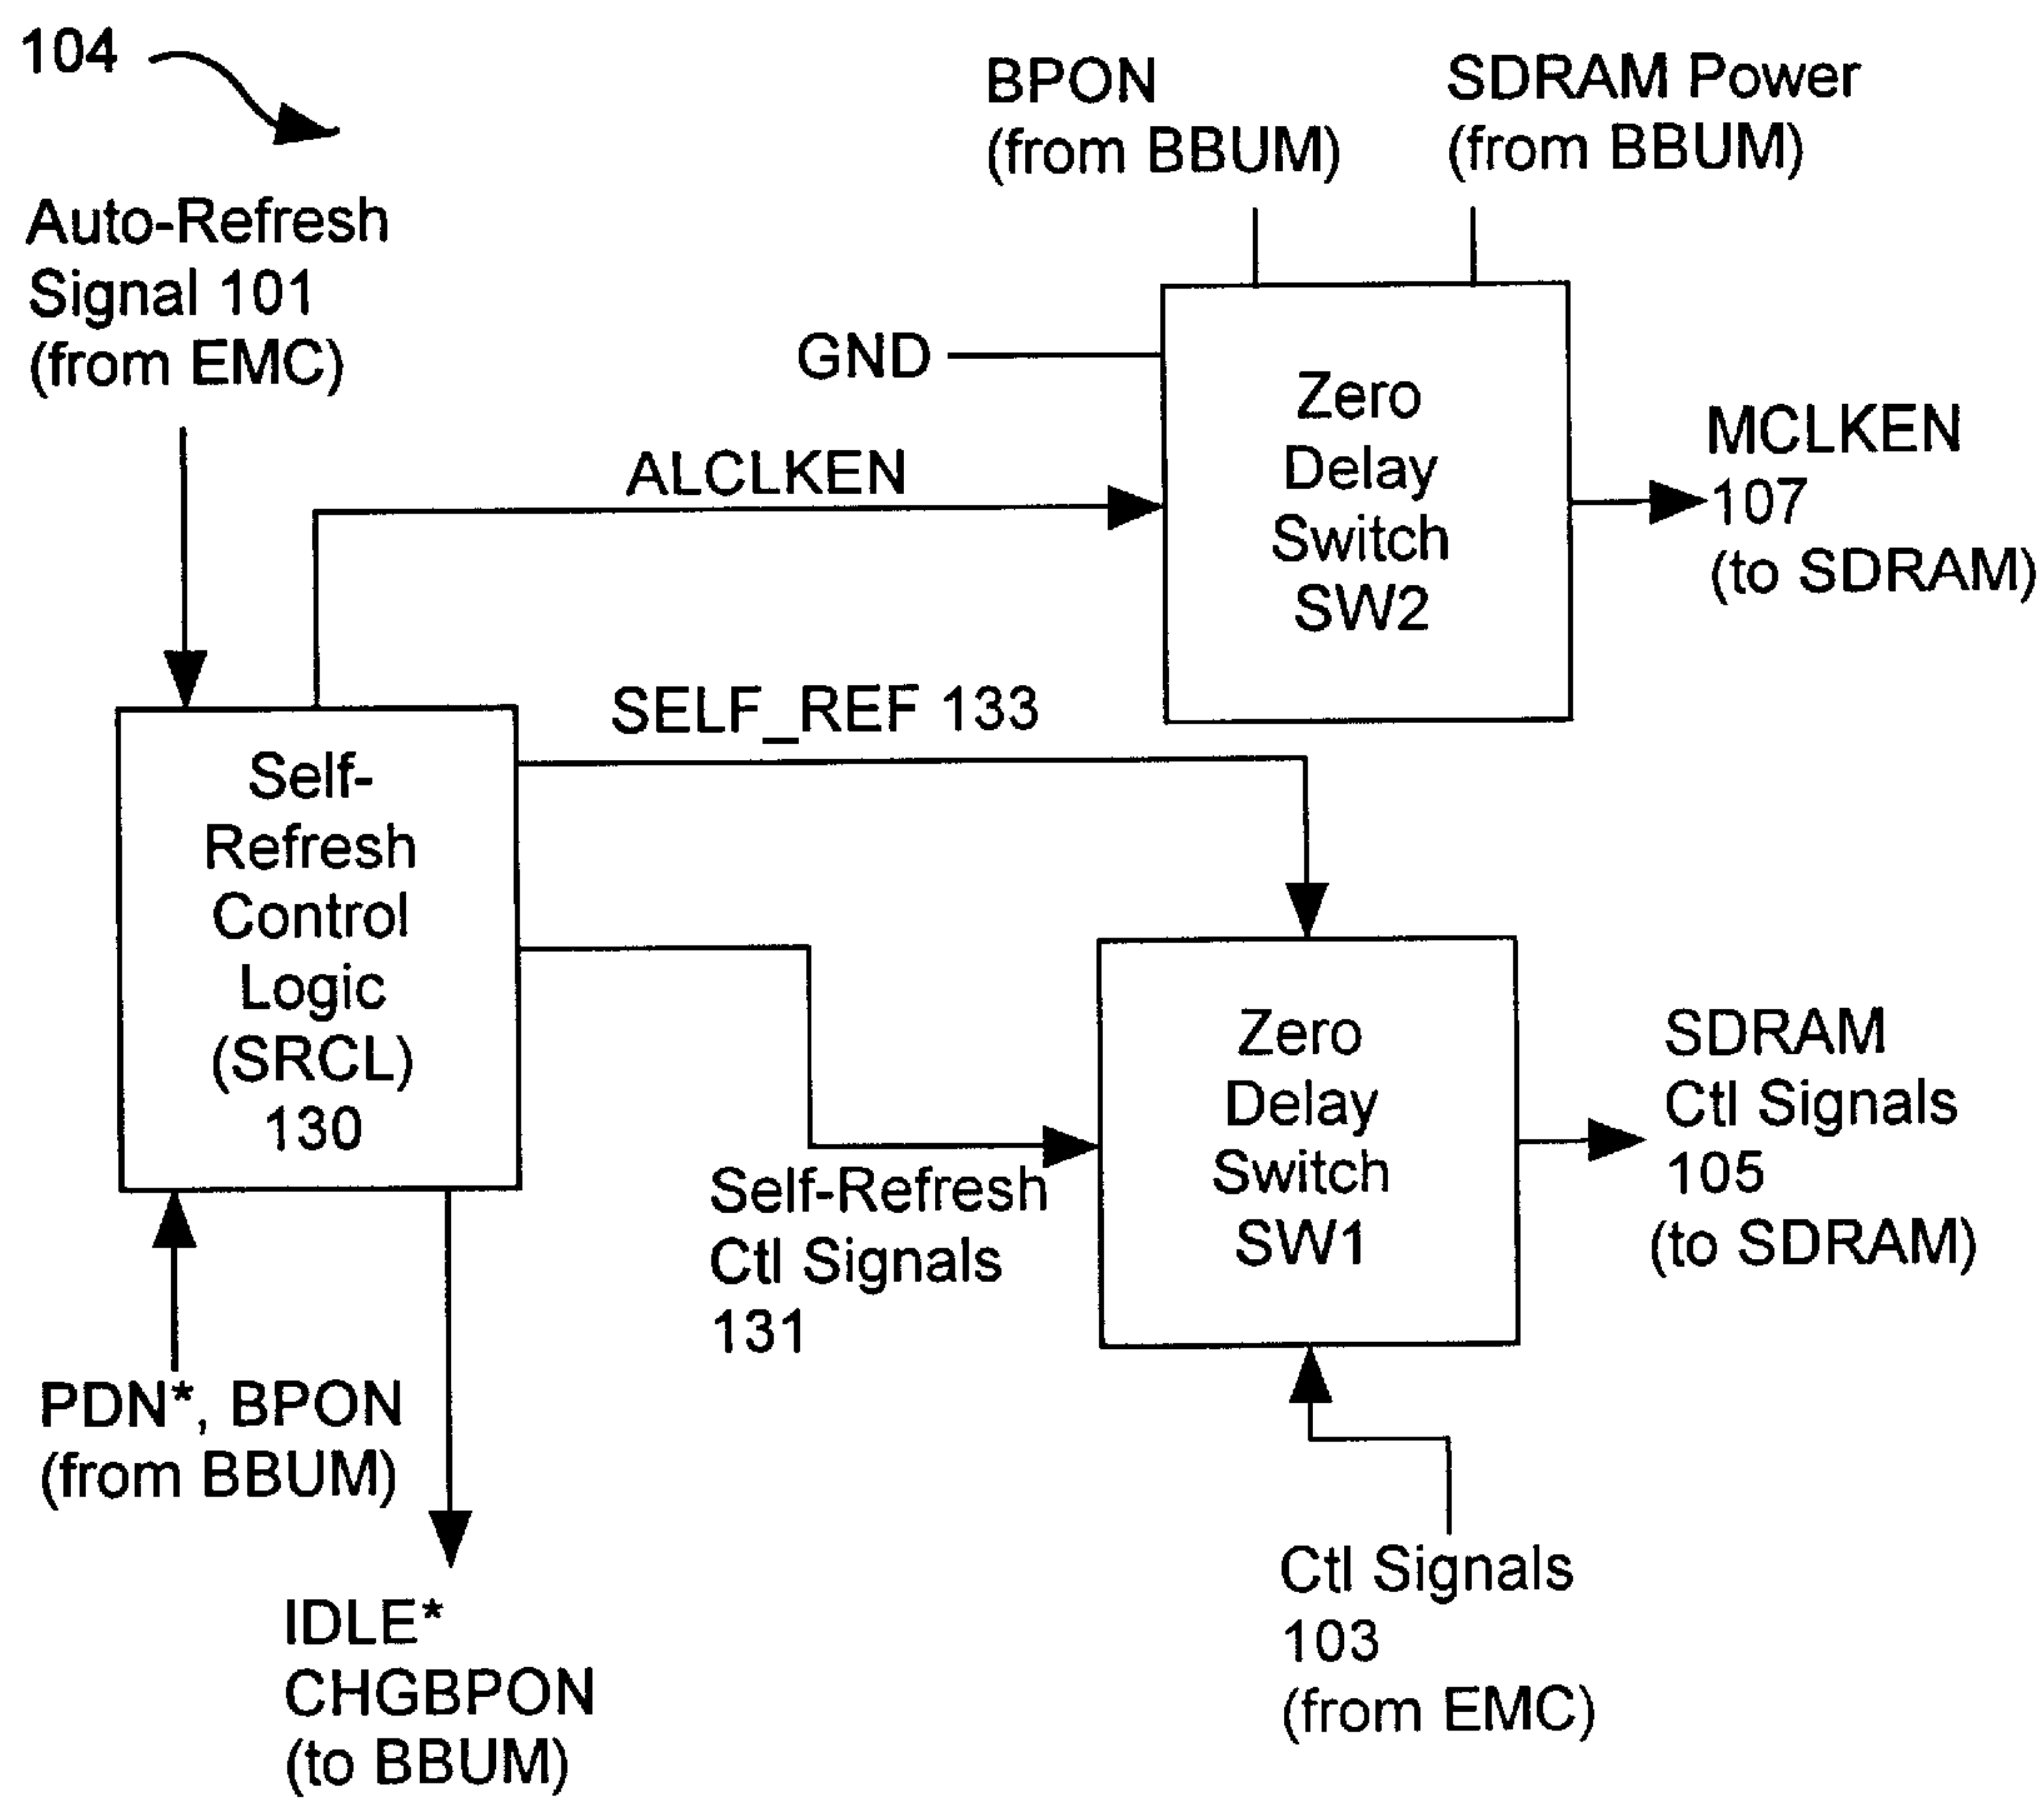 104
BPON
(from BBUM)
SDRAM Power
(from BBUM)
Auto-Refresh
Signal 101
(from EMC)
GND
ALCLKEN
Zero
Delay
Switch
SW2
MCLKEN
107
(to SDRAM)
SELF_REF 133
Self-
Refresh
Control
Logic
(SRCL)
130
Zero
Delay
Switch
SW1
SDRAM
Ctl Signals
105
(to SDRAM)
Self-Refresh
Ctl Signals
131
PDN*, BPON
(from BBUM)
IDLE*
CHGBPON
(to BBUM)
Ctl Signals
103
(from EMC)